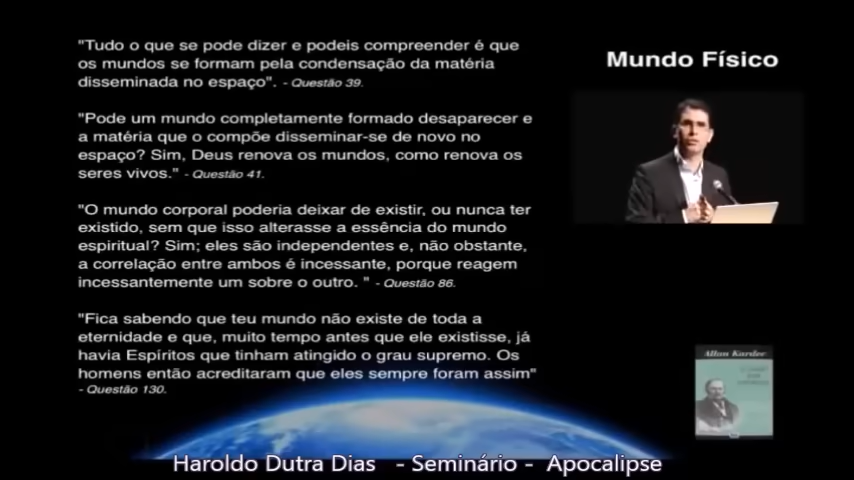 "Tudo o que se pode dizer e podeis compreender é que
os mundos se formam pela condensação da matéria
disseminada no espaço". - Questão 39.
"Pode um mundo completamente formado desaparecer e
a matéria que o compõe disseminar-se de novo no
espaço? Sim, Deus renova os mundos, como renova os
seres vivos." - Questão 41.
"O mundo corporal poderia deixar de existir, ou nunca ter
existido, sem que isso alterasse a essência do mundo
espiritual? Sim; eles são independentes e, não obstante,
a correlação entre ambos é incessante, porque reagem
incessantemente um sobre o outro. " - Questão 86.
"Fica sabendo que teu mundo não existe de toda a
eternidade e que, muito tempo antes que ele existisse, já
havia Espíritos que tinham atingido o grau supremo. Os
homens então acreditaram que eles sempre foram assim"
- Questão 130.
Mundo Físico
Allan Kardec
Haroldo Dutra Dias - Seminário - Apocalipse